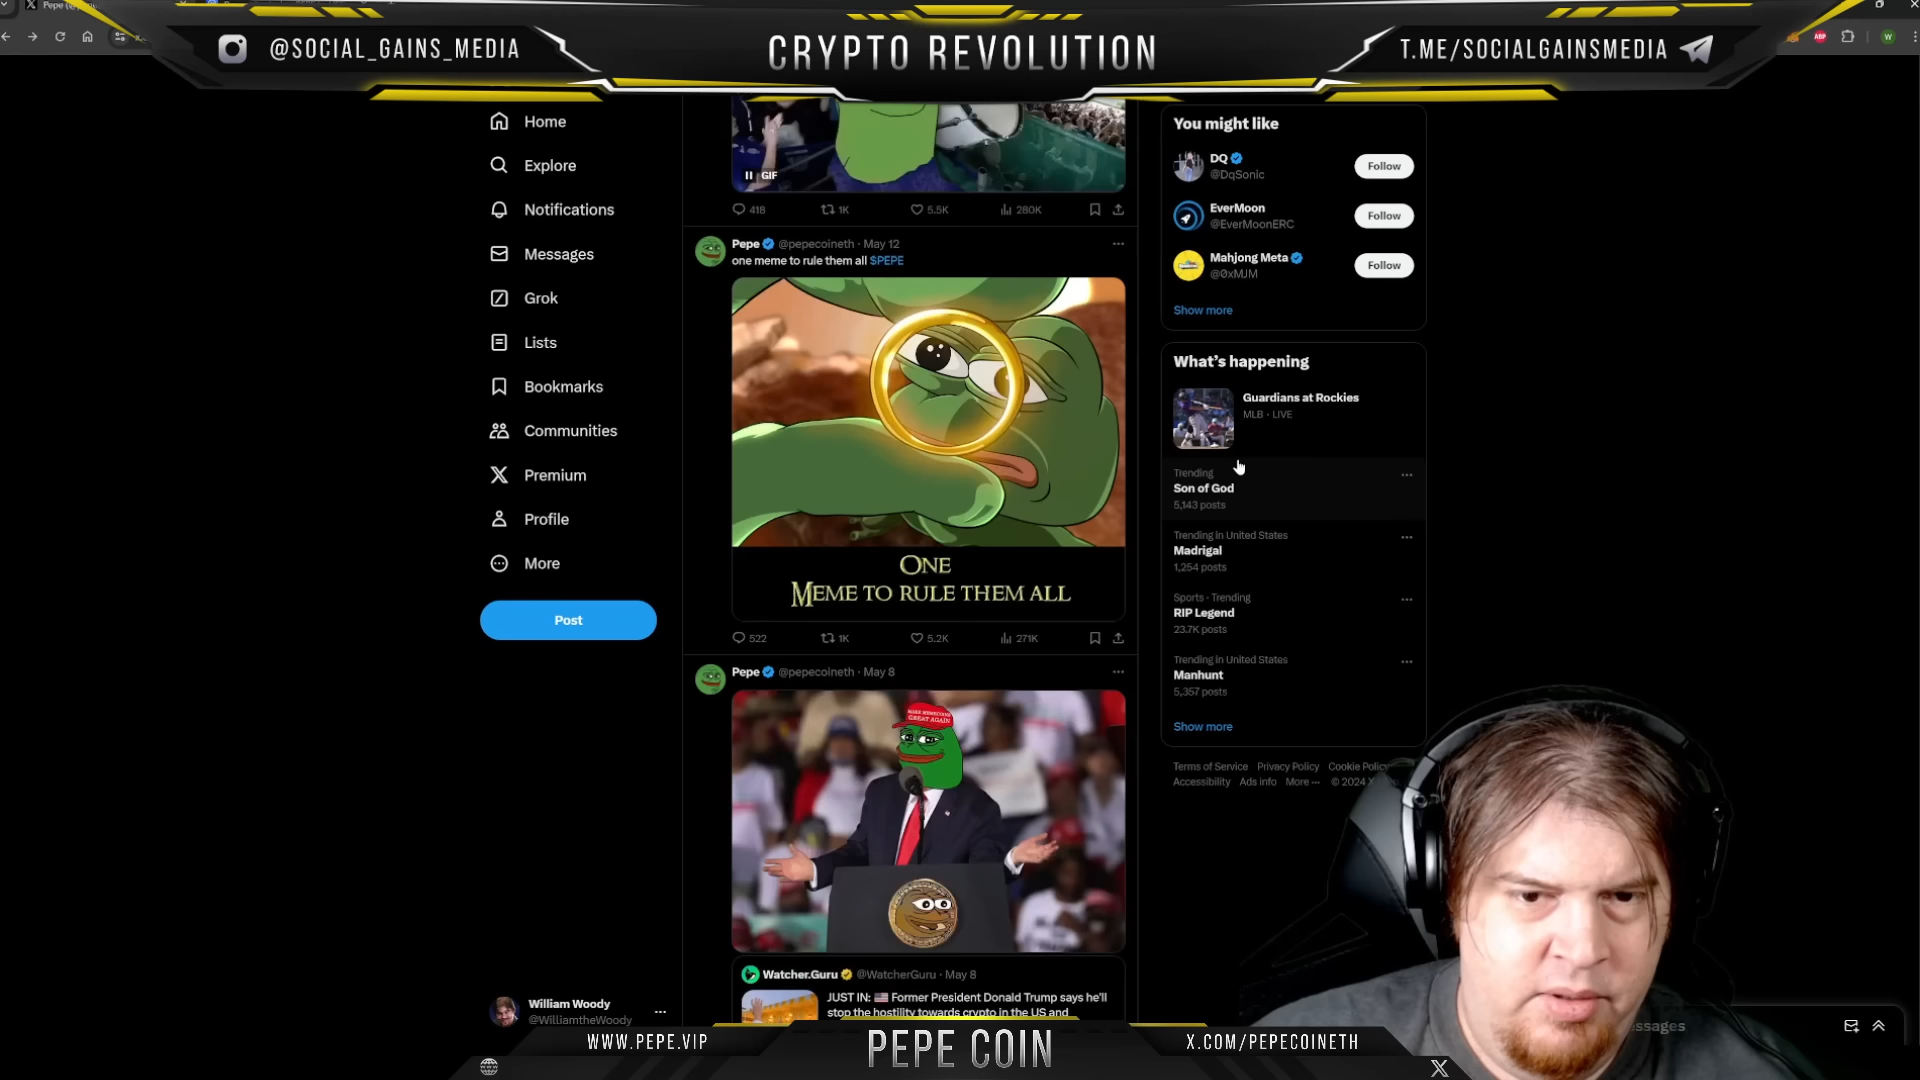 Pepe
@SOCIAL_GAINS_MEDIA
CRYPTO REVOLUTION
T.ME/SOCIALGAINSMEDIA
ABP
W
Home
Explore
Notifications
Messages
Grok
Lists
Bookmarks
Communities
Premium
Profile
More
Post
William Woody
@WilliamtheWoody
GIF
418 1K 5.5K 280K
Pepe @pepecoineth · May 12
one meme to rule them all $PEPE
ONE
MEME TO RULE THEM ALL
522 1K 5.2K 271K
Pepe @pepecoineth · May 8
GREAT AGAIN
Watcher.Guru @WatcherGuru · May 8
JUST IN: 🇺🇸 Former President Donald Trump says he'll
stop the hostility towards crypto in the US and
You might like
DQ
@DqSonic
Follow
EverMoon
@EverMoonERC
Follow
Mahjong Meta
@0xMJM
Follow
Show more
What's happening
Guardians at Rockies
MLB · LIVE
Trending
Son of God
5,143 posts
Trending in United States
Madrigal
1,254 posts
Sports · Trending
RIP Legend
23.7K posts
Trending in United States
Manhunt
5,357 posts
Show more
Terms of Service Privacy Policy Cookie Policy
Accessibility Ads info More ··· © 2024 X
WWW.PEPE.VIP
PEPE COIN
X.COM/PEPECOINETH